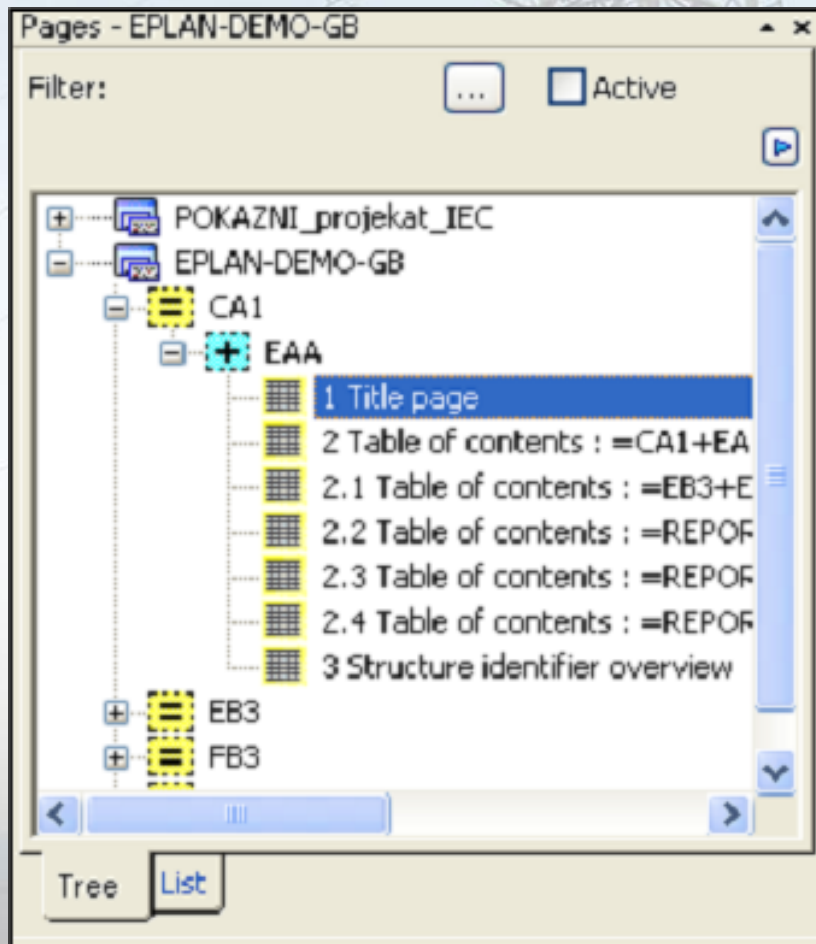 Pages - EPLAN-DEMO-GB
Filter:
... Active
POKAZNI_projekat_IEC
EPLAN-DEMO-GB
CA1
EAA
1 Title page
2 Table of contents : =CA1+EA
2.1 Table of contents : =EB3+E
2.2 Table of contents : =REPOR
2.3 Table of contents : =REPOR
2.4 Table of contents : =REPOR
3 Structure identifier overview
EB3
FB3
Tree List